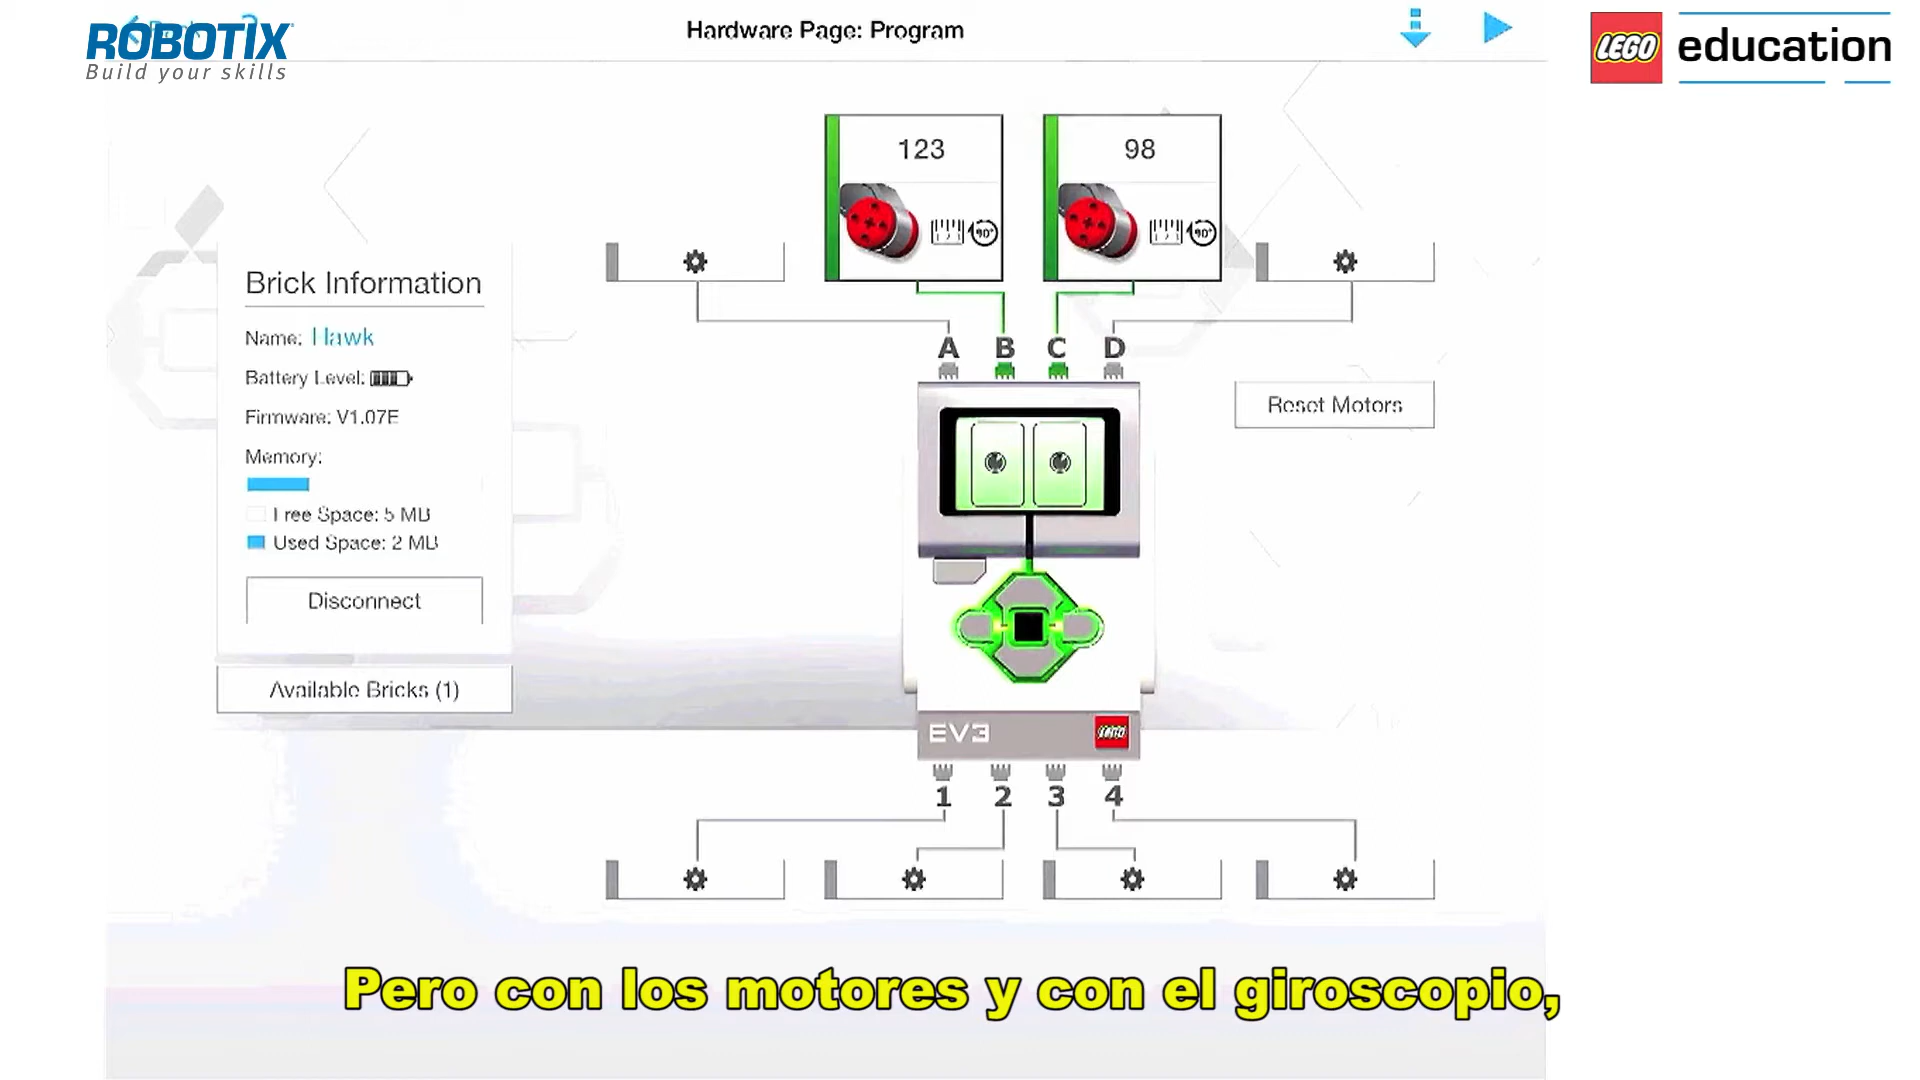 ROBOTIX
Build your skills
Hardware Page: Program
LEGO education
123
98
90°
90°
Brick Information
Name: Hawk
Battery Level:
Firmware: V1.07E
Memory:
Free Space: 5 MB
Used Space: 2 MB
Disconnect
Available Bricks (1)
A B C D
Reset Motors
EV3
LEGO
1 2 3 4
Pero con los motores y con el giroscopio,